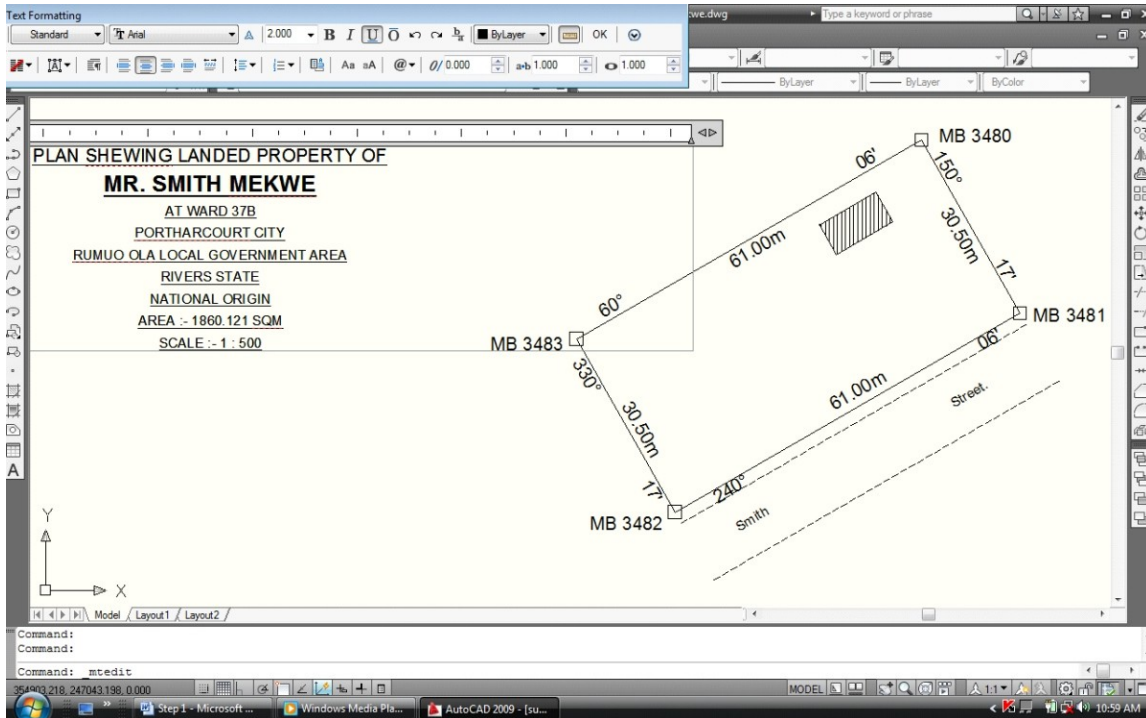 Text Formatting
Standard
Arial
2.000
B I U O
ByLayer
OK
we.dwg
Type a keyword or phrase
Aa aA
@
0/ 0.000
a-b 1.000
1.000
ByLayer
ByLayer
ByColor
PLAN SHEWING LANDED PROPERTY OF
MR. SMITH MEKWE
AT WARD 37B
PORTHARCOURT CITY
RUMUO OLA LOCAL GOVERNMENT AREA
RIVERS STATE
NATIONAL ORIGIN
AREA :- 1860.121 SQM
SCALE :- 1 : 500
MB 3480
06'
150°
61.00m
30.50m
60°
17'
MB 3481
MB 3483
06'
330°
61.00m
Street.
30.50m
240°
17'
Smith
MB 3482
Y
X
A
Model / Layout1 / Layout2
Command:
Command:
Command: _mtedit
354903.218, 247043.198, 0.000
MODEL
1:1
Step 1 - Microsoft ...
Windows Media Pla...
AutoCAD 2009 - [su...
10:59 AM